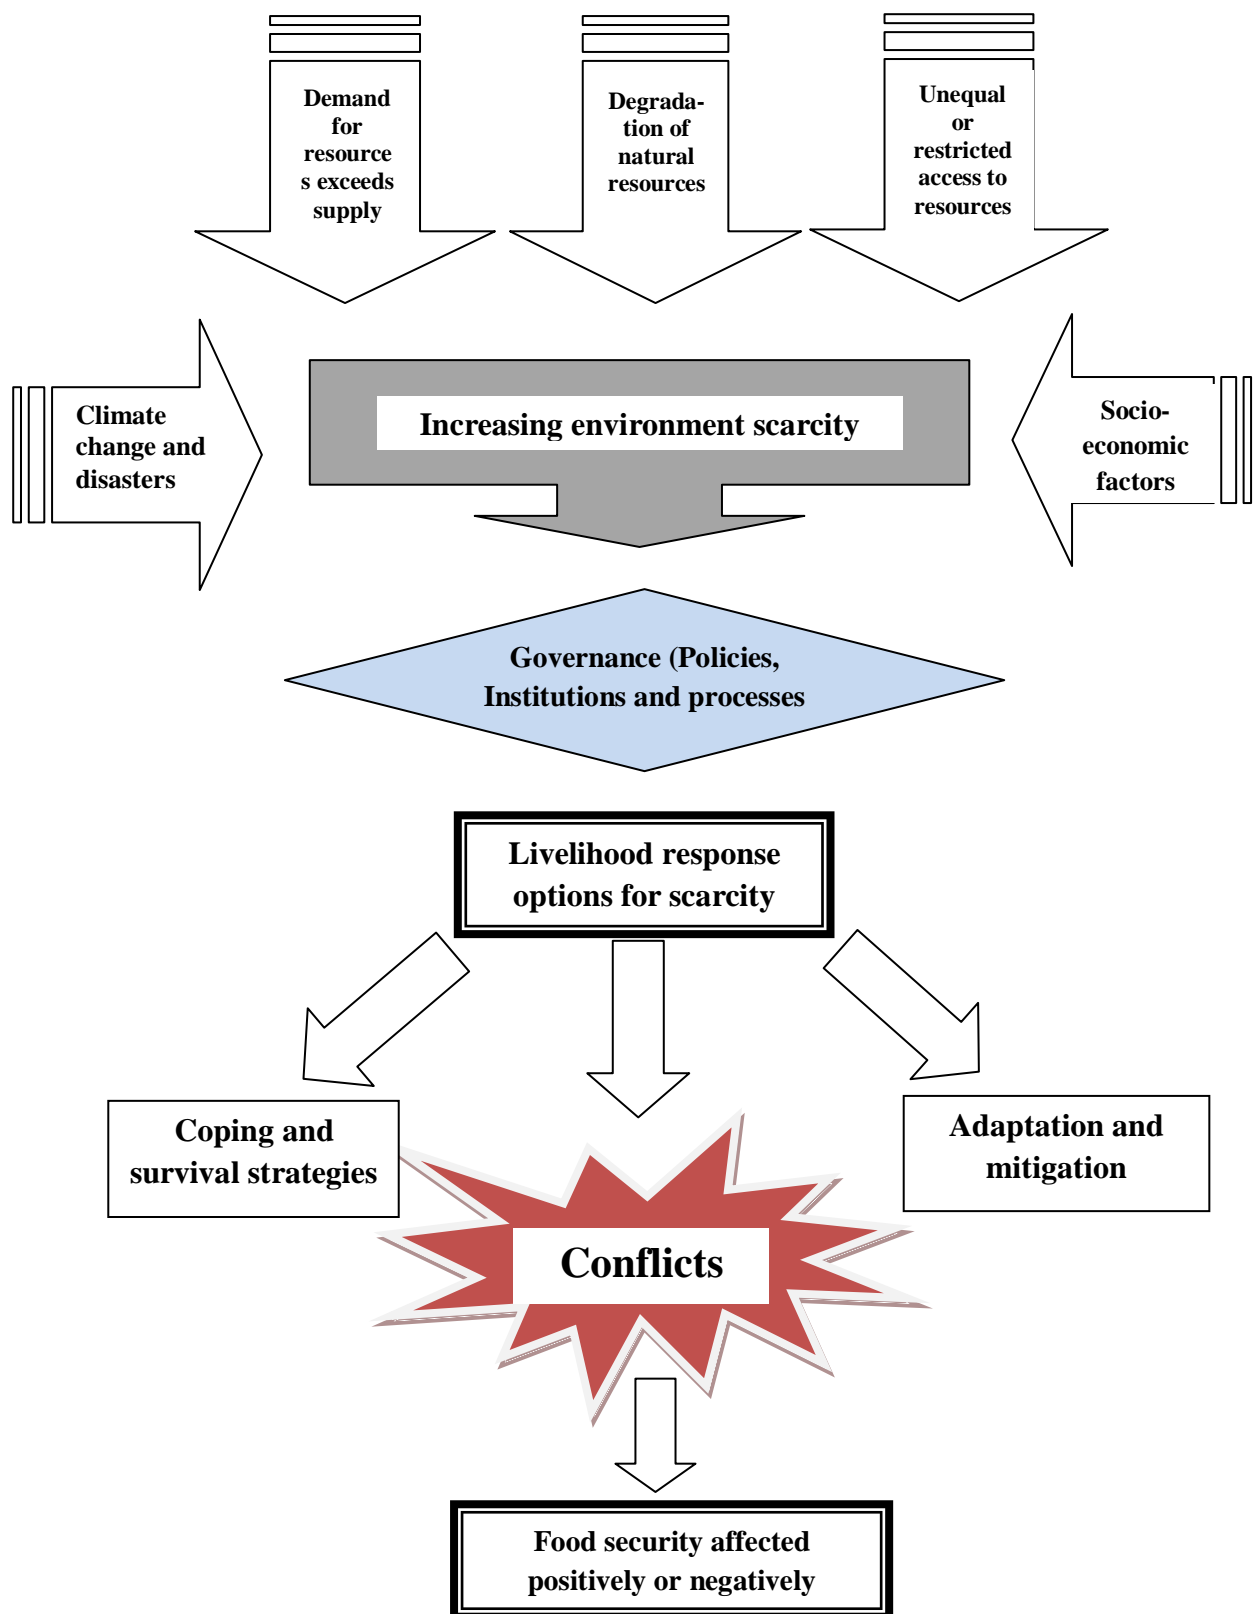 Demand
for
resource
s exceeds
supply
Degrada-
tion of
natural
resources
Unequal
or
restricted
access to
resources
Climate
change and
disasters
Increasing environment scarcity
Socio-
economic
factors
Governance (Policies,
Institutions and processes
Livelihood response
options for scarcity
Coping and
survival strategies
Adaptation and
mitigation
Conflicts
Food security affected
positively or negatively